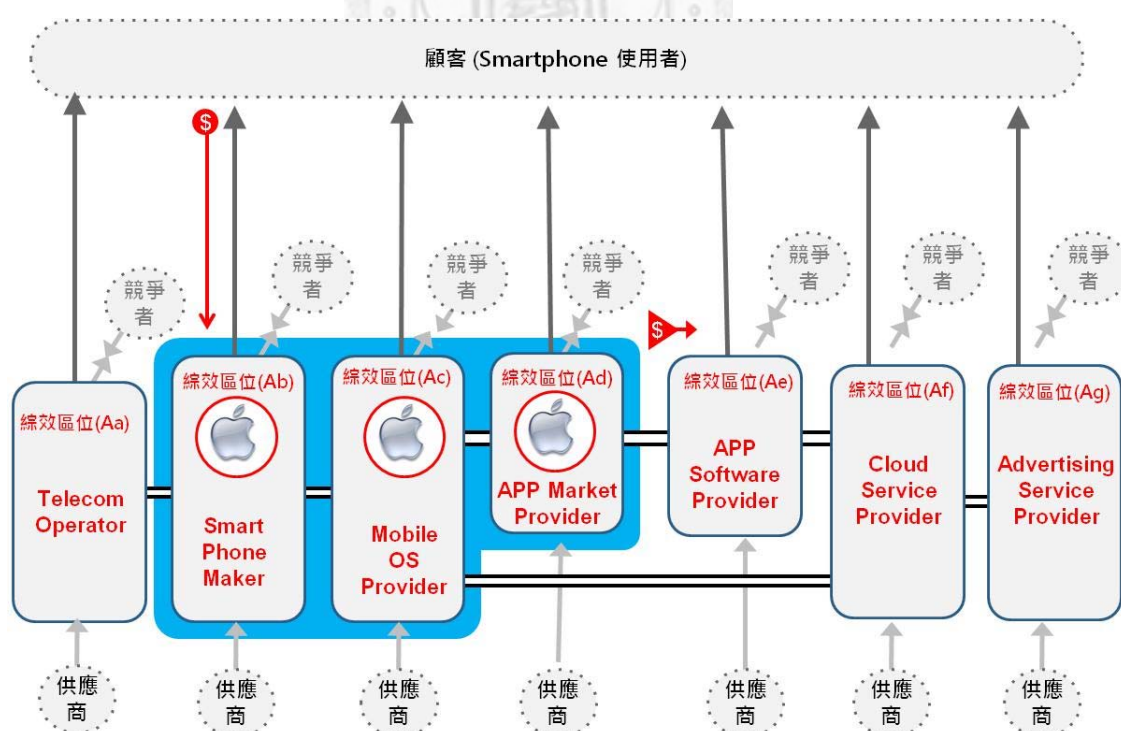 顧客 (Smartphone 使用者)
$
競爭
者
競爭
者
競爭
者
競爭
者
競爭
者
競爭
者
競爭
者
$
綜效區位(Aa)
Telecom
Operator
綜效區位(Ab)
Smart
Phone
Maker
綜效區位(Ac)
Mobile
OS
Provider
綜效區位(Ad)
APP Market
Provider
綜效區位(Ae)
APP
Software
Provider
綜效區位(Af)
Cloud
Service
Provider
綜效區位(Ag)
Advertising
Service
Provider
供應
商
供應
商
供應
商
供應
商
供應
商
供應
商
供應
商